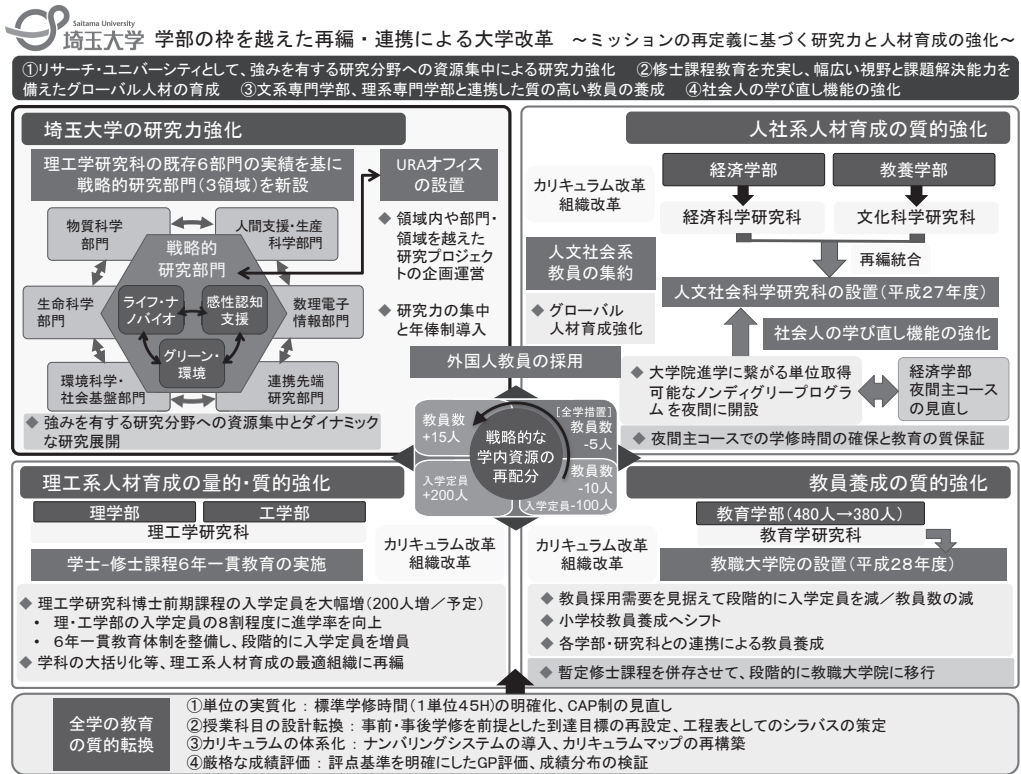 Saitama University
埼玉大学 学部の枠を越えた再編・連携による大学改革 ～ミッションの再定義に基づく研究力と人材育成の強化～
①リサーチ・ユニバーシティとして、強みを有する研究分野への資源集中による研究力強化 ②修士課程教育を充実し、幅広い視野と課題解決能力を
備えたグローバル人材の育成 ③文系専門学部、理系専門学部と連携した質の高い教員の養成 ④社会人の学び直し機能の強化
埼玉大学の研究力強化
理工学研究科の既存6部門の実績を基に
戦略的研究部門(3領域)を新設
URAオフィス
の設置
物質科学
部門
人間支援・生産
科学部門
戦略的
研究部門
生命科学
部門
ライフ・ナ
ノバイオ
感性認知
支援
数理電子
情報部門
グリーン・
環境
環境科学・
社会基盤部門
連携先端
研究部門
◆ 領域内や部門・
領域を越えた
研究プロジェク
トの企画運営
◆ 研究力の集中
と年俸制導入
◆ 強みを有する研究分野への資源集中とダイナミック
な研究展開
人社系人材育成の質的強化
カリキュラム改革
組織改革
経済学部
教養学部
経済科学研究科
文化科学研究科
再編統合
人文社会系
教員の集約
人文社会科学研究科の設置(平成27年度)
◆ グローバル
人材育成強化
社会人の学び直し機能の強化
◆ 大学院進学に繋がる単位取得
可能なノンディグリープログラ
ムを夜間に開設
経済学部
夜間主コース
の見直し
◆ 夜間主コースでの学修時間の確保と教育の質保証
外国人教員の採用
教員数
+15人
[全学措置]
教員数
-5人
戦略的な
学内資源の
再配分
入学定員
+200人
教員数
-10人
入学定員-100人
理工系人材育成の量的・質的強化
理学部
工学部
理工学研究科
学士-修士課程6年一貫教育の実施
カリキュラム改革
組織改革
◆ 理工学研究科博士前期課程の入学定員を大幅増(200人増／予定)
• 理・工学部の入学定員の8割程度に進学率を向上
• 6年一貫教育体制を整備し、段階的に入学定員を増員
◆ 学科の大括り化等、理工系人材育成の最適組織に再編
教員養成の質的強化
カリキュラム改革
組織改革
教育学部(480人→380人)
教育学研究科
教職大学院の設置(平成28年度)
◆ 教員採用需要を見据えて段階的に入学定員を減／教員数の減
◆ 小学校教員養成へシフト
◆ 各学部・研究科との連携による教員養成
◆ 暫定修士課程を併存させて、段階的に教職大学院に移行
全学の教育
の質的転換
①単位の実質化：標準学修時間(1単位45H)の明確化、CAP制の見直し
②授業科目の設計転換：事前・事後学修を前提とした到達目標の再設定、工程表としてのシラバスの策定
③カリキュラムの体系化：ナンバリングシステムの導入、カリキュラムマップの再構築
④厳格な成績評価：評点基準を明確にしたGP評価、成績分布の検証